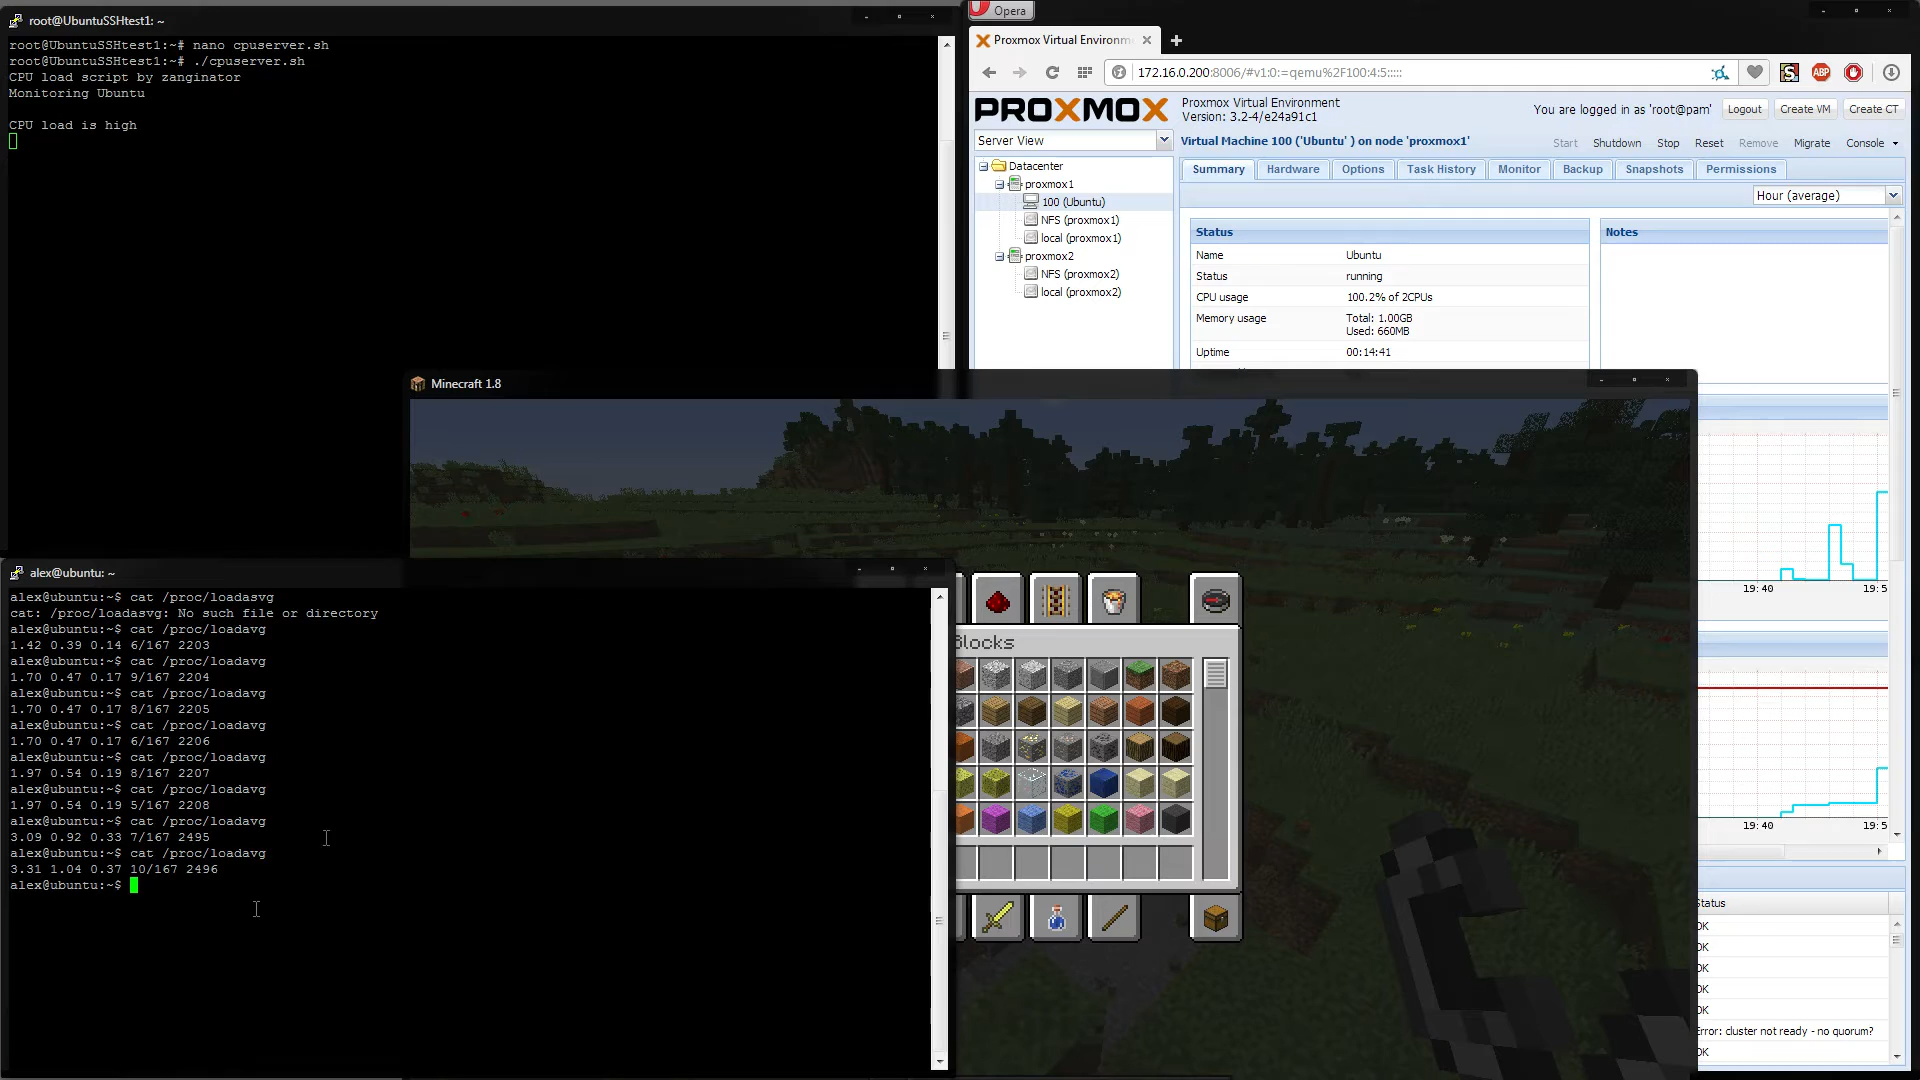 root@UbuntuSSHtest1: ~
root@UbuntuSSHtest1:~# nano cpuserver.sh
root@UbuntuSSHtest1:~# ./cpuserver.sh
CPU load script by zanginator
Monitoring Ubuntu
CPU load is high
Opera
Proxmox Virtual Environm
172.16.0.200:8006/#v1:0:=qemu%2F100:4:5:::::
ABP
PROXMOX
Proxmox Virtual Environment
Version: 3.2-4/e24a91c1
You are logged in as 'root@pam'
Logout
Create VM
Create CT
Server View
Virtual Machine 100 ('Ubuntu' ) on node 'proxmox1'
Start
Shutdown
Stop
Reset
Remove
Migrate
Console
Datacenter
proxmox1
100 (Ubuntu)
NFS (proxmox1)
local (proxmox1)
proxmox2
NFS (proxmox2)
local (proxmox2)
Summary
Hardware
Options
Task History
Monitor
Backup
Snapshots
Permissions
Hour (average)
Status
Notes
Name Ubuntu
Status running
CPU usage 100.2% of 2CPUs
Memory usage Total: 1.00GB
Used: 660MB
Uptime 00:14:41
Minecraft 1.8
Blocks
19:40
19:5
19:40
19:5
Status
OK
OK
OK
OK
OK
Error: cluster not ready - no quorum?
OK
alex@ubuntu: ~
alex@ubuntu:~$ cat /proc/loadasvg
cat: /proc/loadasvg: No such file or directory
alex@ubuntu:~$ cat /proc/loadavg
1.42 0.39 0.14 6/167 2203
alex@ubuntu:~$ cat /proc/loadavg
1.70 0.47 0.17 9/167 2204
alex@ubuntu:~$ cat /proc/loadavg
1.70 0.47 0.17 8/167 2205
alex@ubuntu:~$ cat /proc/loadavg
1.70 0.47 0.17 6/167 2206
alex@ubuntu:~$ cat /proc/loadavg
1.97 0.54 0.19 8/167 2207
alex@ubuntu:~$ cat /proc/loadavg
1.97 0.54 0.19 5/167 2208
alex@ubuntu:~$ cat /proc/loadavg
3.09 0.92 0.33 7/167 2495
alex@ubuntu:~$ cat /proc/loadavg
3.31 1.04 0.37 10/167 2496
alex@ubuntu:~$